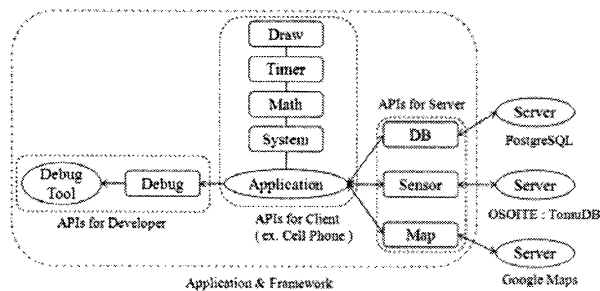 Draw
Timer
Math
System
Application
APIs for Client
( ex. Cell Phone )
Debug
Tool
Debug
APIs for Developer
APIs for Server
DB
Sensor
Map
Server
PostgreSQL
Server
OSOITE : TomuDB
Server
Google Maps
Application & Framework